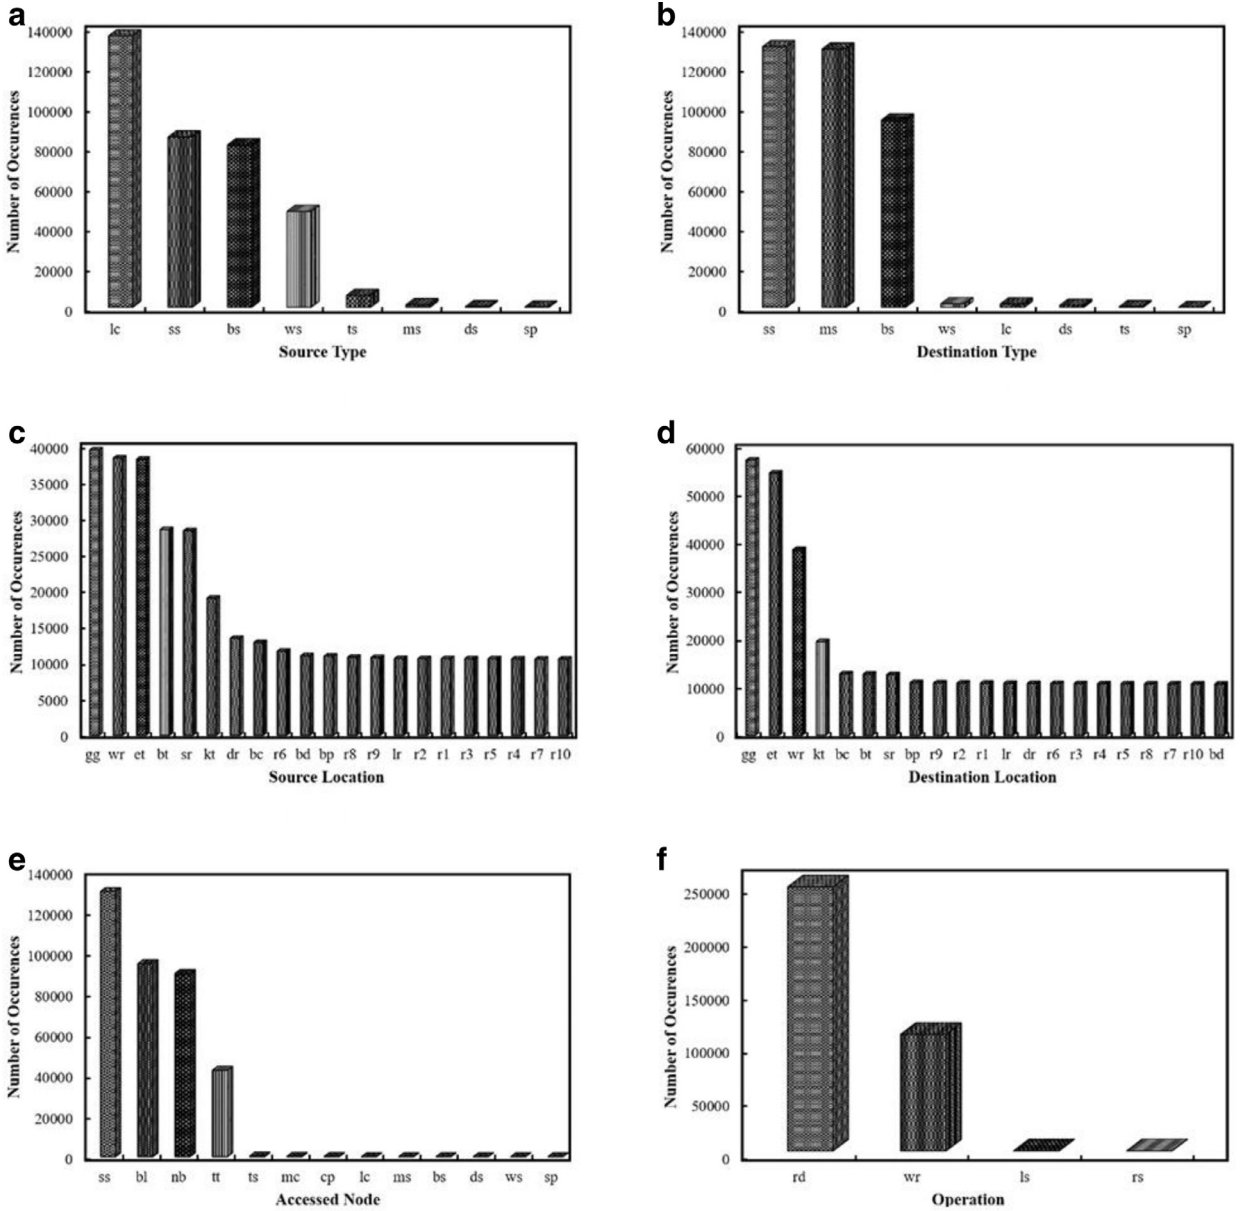 a
Number of Occurences
140000
120000
100000
80000
60000
40000
20000
0
lc ss bs ws ts ms ds sp
Source Type
b
Number of Occurences
140000
120000
100000
80000
60000
40000
20000
0
ss ms bs ws lc ds ts sp
Destination Type
c
Number of Occurences
40000
35000
30000
25000
20000
15000
10000
5000
0
gg wr et bt sr kt dr bc r6 bd bp r8 r9 lr r2 r1 r3 r5 r4 r7 r10
Source Location
d
Number of Occurences
60000
50000
40000
30000
20000
10000
0
gg et wr kt bc bt sr bp r9 r2 r1 lr dr r6 r3 r4 r5 r8 r7 r10 bd
Destination Location
e
Number of Occurences
140000
120000
100000
80000
60000
40000
20000
0
ss bl nb tt ts mc cp lc ms bs ds ws sp
Accessed Node
f
Number of Occurences
250000
200000
150000
100000
50000
0
rd wr ls rs
Operation